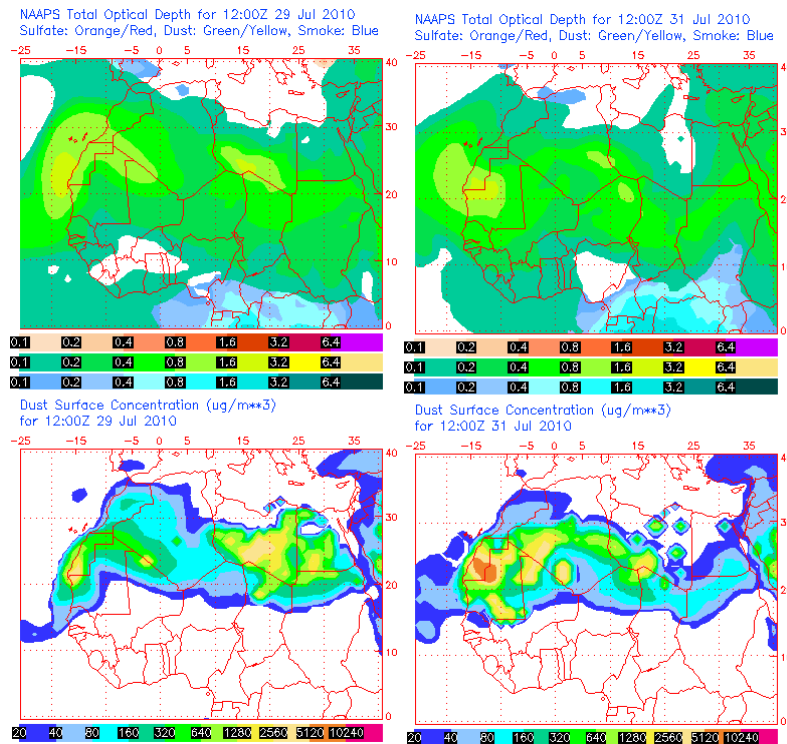 NAAPS Total Optical Depth for 12:00Z 29 Jul 2010
Sulfate: Orange/Red, Dust: Green/Yellow, Smoke: Blue
-25 -15 -5 0 5 15 25 35
40
30
20
10
0
0.1 0.2 0.4 0.8 1.6 3.2 6.4
0.1 0.2 0.4 0.8 1.6 3.2 6.4
0.1 0.2 0.4 0.8 1.6 3.2 6.4
NAAPS Total Optical Depth for 12:00Z 31 Jul 2010
Sulfate: Orange/Red, Dust: Green/Yellow, Smoke: Blue
-25 -15 -5 0 5 15 25 35
4
3
2
1
0
0.1 0.2 0.4 0.8 1.6 3.2 6.4
0.1 0.2 0.4 0.8 1.6 3.2 6.4
0.1 0.2 0.4 0.8 1.6 3.2 6.4
Dust Surface Concentration (ug/m**3)
for 12:00Z 29 Jul 2010
-25 -15 -5 0 5 15 25 35
40
30
20
10
0
20 40 80 160 320 640 1280 2560 5120 10240
Dust Surface Concentration (ug/m**3)
for 12:00Z 31 Jul 2010
-25 -15 -5 0 5 15 25 35
4
3
2
1
0
20 40 80 160 320 640 1280 2560 5120 10240